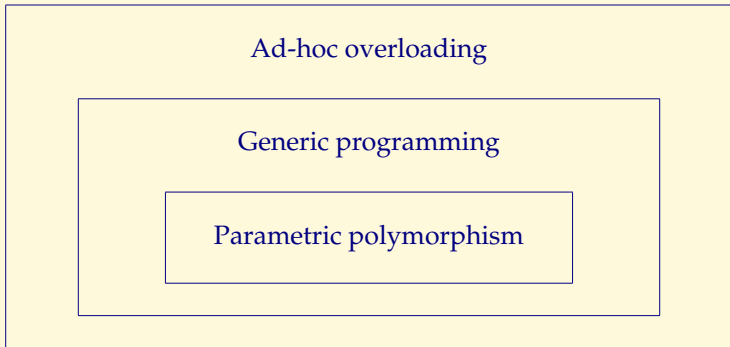 Ad-hoc overloading
Generic programming
Parametric polymorphism